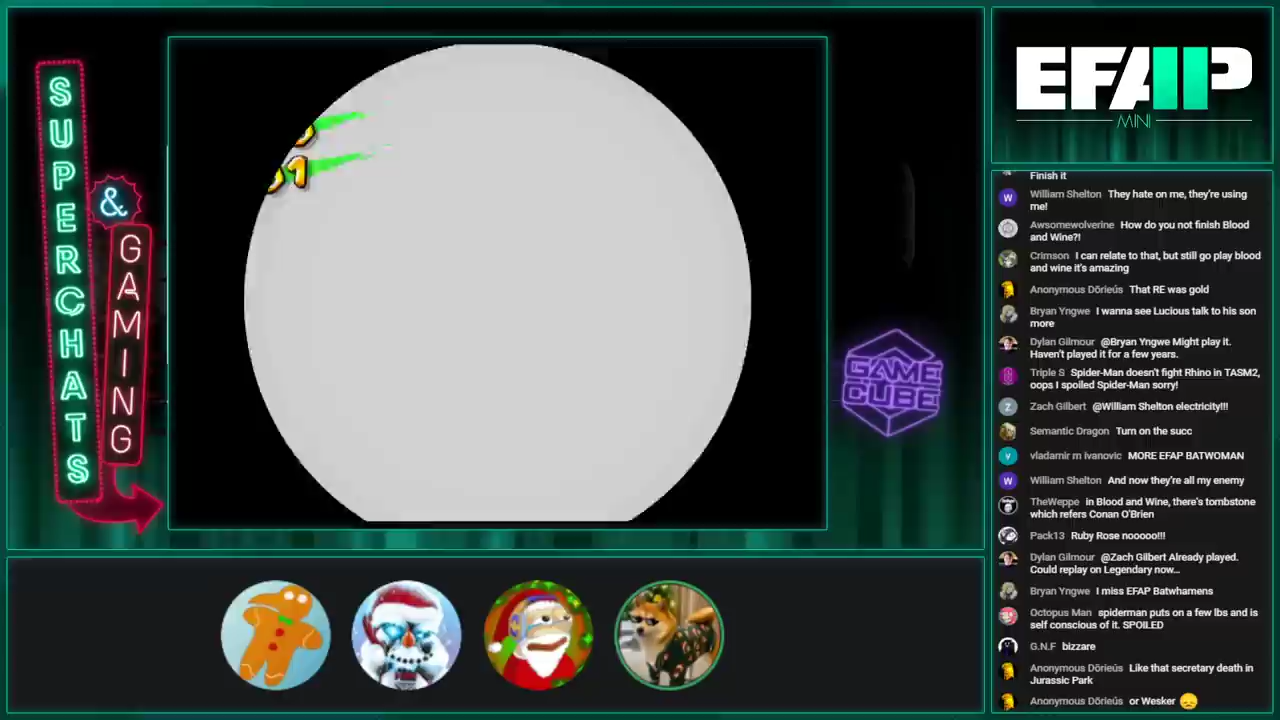 SUPERCHATS
&
GAMING
1
GAME
CUBE
EFAP
MINI
Finish it
William Shelton They hate on me, they're using
me!
Awsomewolverine How do you not finish Blood
and Wine?!
Crimson I can relate to that, but still go play blood
and wine it's amazing
Anonymous Dōrieús That RE was gold
Bryan Yngwe I wanna see Lucious talk to his son
more
Dylan Gilmour @Bryan Yngwe Might play it.
Haven't played it for a few years.
Triple S Spider-Man doesn't fight Rhino in TASM2,
oops I spoiled Spider-Man sorry!
Zach Gilbert @William Shelton electricity!!!
Semantic Dragon Turn on the succ
vladamir m ivanovic MORE EFAP BATWOMAN
William Shelton And now they're all my enemy
TheWeppe in Blood and Wine, there's tombstone
which refers Conan O'Brien
Pack13 Ruby Rose nooooo!!!
Dylan Gilmour @Zach Gilbert Already played.
Could replay on Legendary now...
Bryan Yngwe I miss EFAP Batwhamens
Octopus Man spiderman puts on a few lbs and is
self conscious of it. SPOILED
G.N.F bizzare
Anonymous Dōrieús Like that secretary death in
Jurassic Park
Anonymous Dōrieús or Wesker 😞